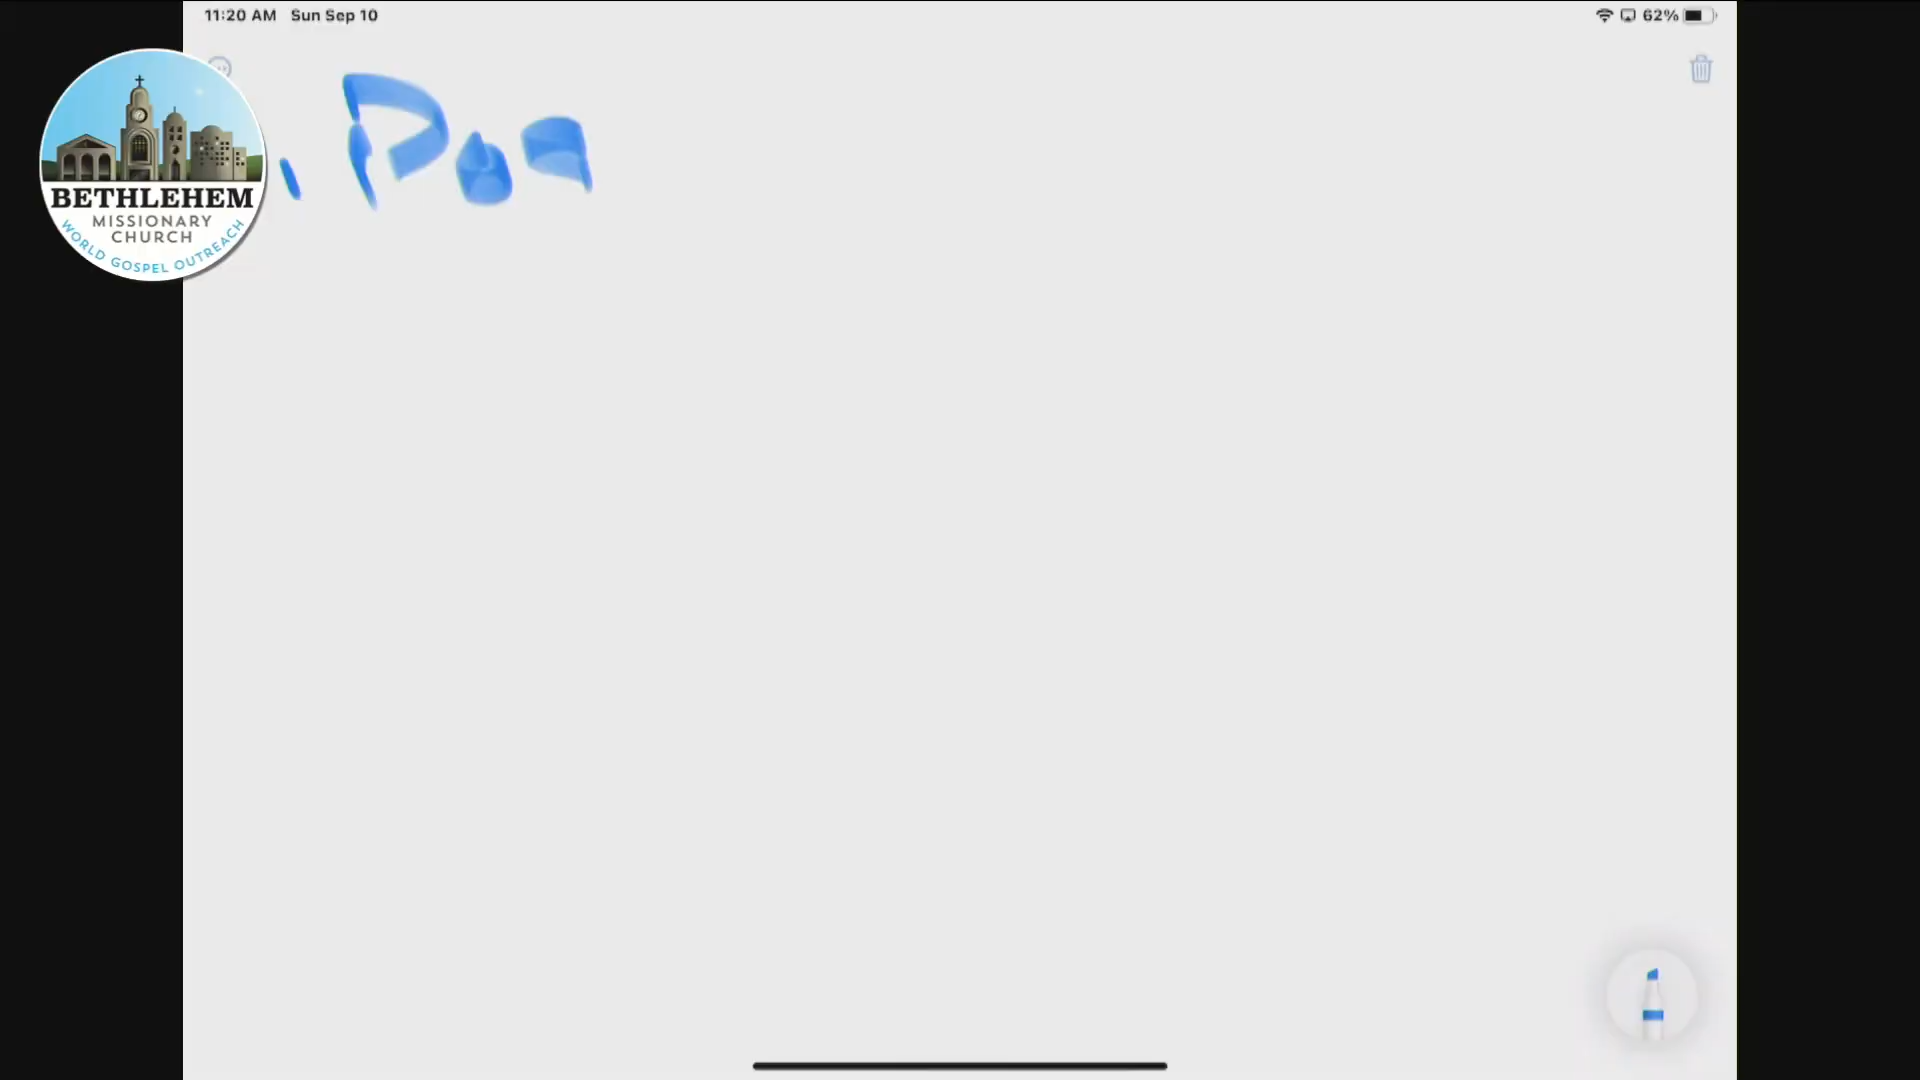 11:20 AM Sun Sep 10
62%
BETHLEHEM
MISSIONARY
CHURCH
WORLD GOSPEL OUTREACH